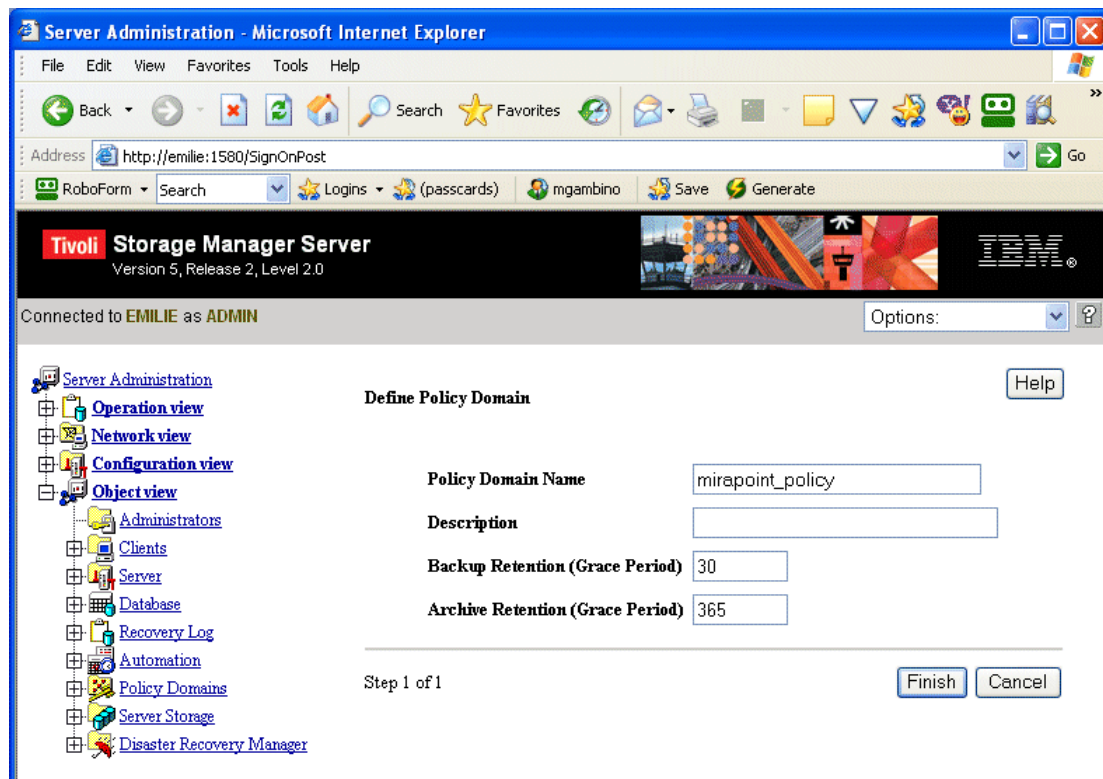 Server Administration - Microsoft Internet Explorer
File Edit View Favorites Tools Help
Back Search Favorites »
Address http://emilie:1580/SignOnPost Go
RoboForm Search Logins (passcards) mgambino Save Generate
Tivoli Storage Manager Server
Version 5, Release 2, Level 2.0
IBM®
Connected to EMILIE as ADMIN Options: ?
Server Administration
Help
Define Policy Domain
Operation view
Network view
Configuration view
Object view
Administrators
Clients
Server
Database
Recovery Log
Automation
Policy Domains
Server Storage
Disaster Recovery Manager
Policy Domain Name mirapoint_policy
Description
Backup Retention (Grace Period) 30
Archive Retention (Grace Period) 365
Step 1 of 1 Finish Cancel